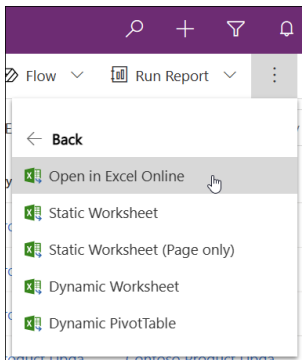 Flow
Run Report
Back
Open in Excel Online
Static Worksheet
Static Worksheet (Page only)
Dynamic Worksheet
Dynamic PivotTable